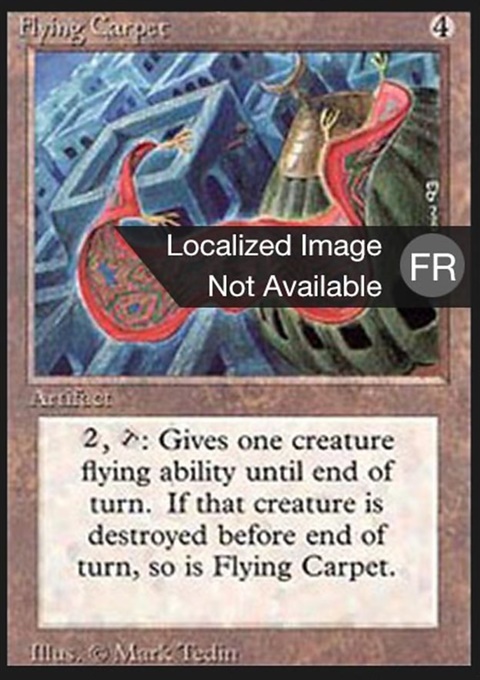 Flying Carpet 4
Localized Image
Not Available
FR
Artifact
2, : Gives one creature
flying ability until end of
turn. If that creature is
destroyed before end of
turn, so is Flying Carpet.
Illus. © Mark Tedin